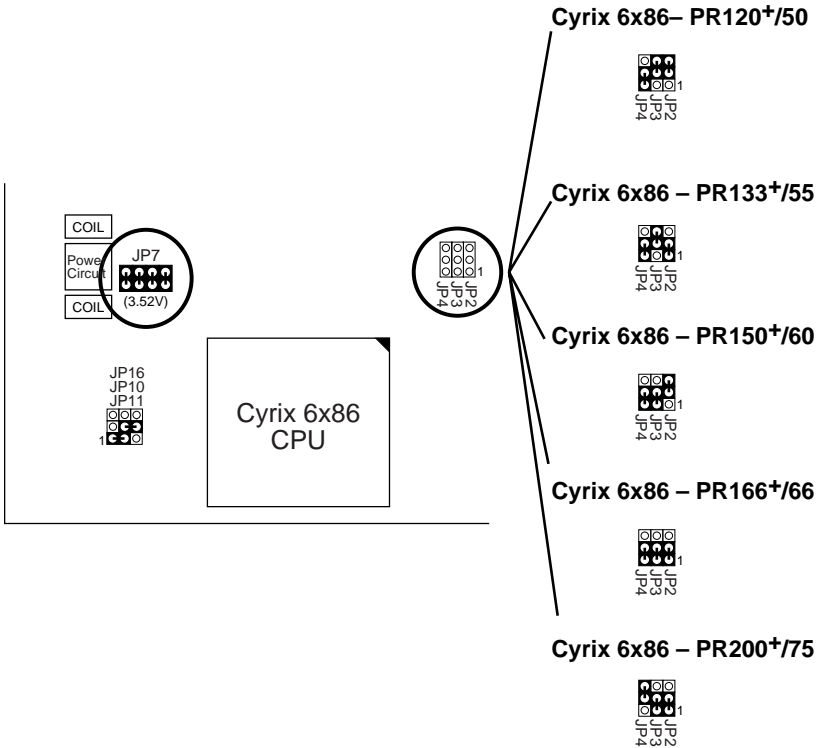 Cyrix 6x86– PR120+/50
1
JP4
JP3
JP2
Cyrix 6x86 – PR133+/55
1
JP4
JP3
JP2
Cyrix 6x86 – PR150+/60
1
JP4
JP3
JP2
Cyrix 6x86 – PR166+/66
1
JP4
JP3
JP2
Cyrix 6x86 – PR200+/75
1
JP4
JP3
JP2
COIL
Power
Circuit
COIL
JP7
(3.52V)
1
JP4
JP3
JP2
JP16
JP10
JP11
1
Cyrix 6x86
CPU